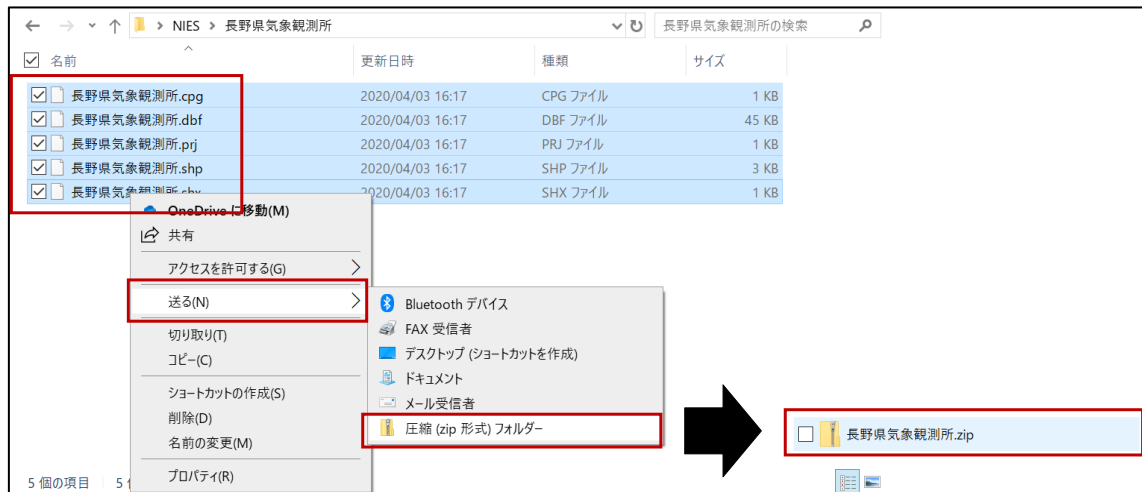 NIES > 長野県気象観測所
長野県気象観測所の検索
名前 更新日時 種類 サイズ
長野県気象観測所.cpg 2020/04/03 16:17 CPG ファイル 1 KB
長野県気象観測所.dbf 2020/04/03 16:17 DBF ファイル 45 KB
長野県気象観測所.prj 2020/04/03 16:17 PRJ ファイル 1 KB
長野県気象観測所.shp 2020/04/03 16:17 SHP ファイル 3 KB
長野県気象観測所.shx 2020/04/03 16:17 SHX ファイル 1 KB
OneDrive に移動(M)
共有
アクセスを許可する(G)
送る(N)
切り取り(T)
コピー(C)
ショートカットの作成(S)
削除(D)
名前の変更(M)
プロパティ(R)
Bluetooth デバイス
FAX 受信者
デスクトップ (ショートカットを作成)
ドキュメント
メール受信者
圧縮 (zip 形式) フォルダー
長野県気象観測所.zip
5 個の項目 5